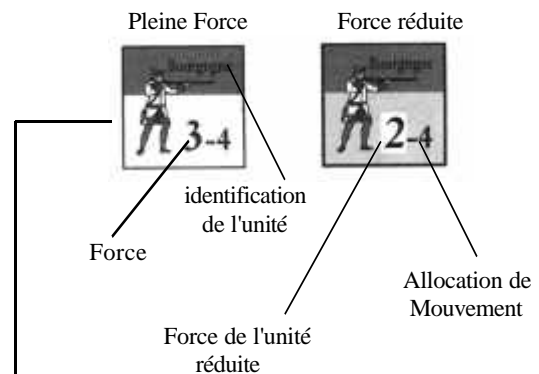 Pleine Force
Force réduite
Bourgogne
3-4
2-4
identification
de l'unité
Force
Allocation de
Mouvement
Force de l'unité
réduite